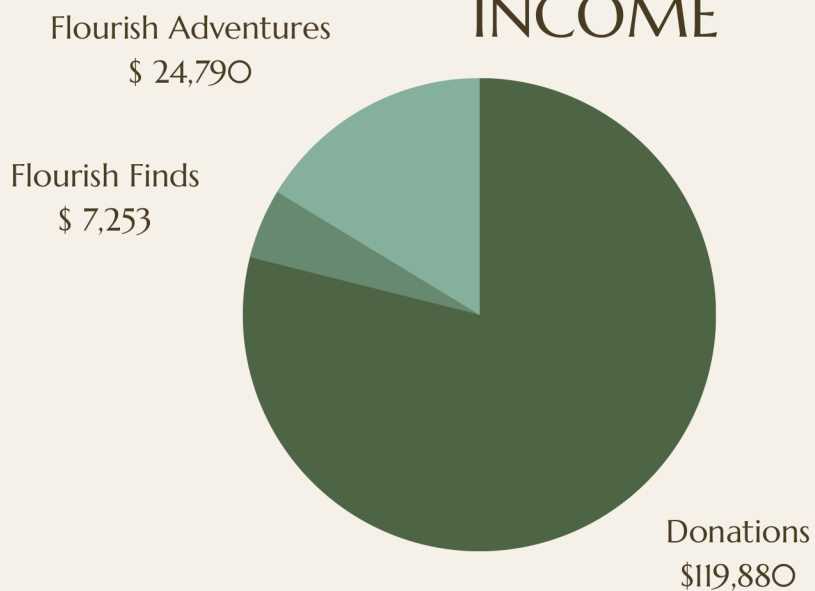 INCOME
Flourish Adventures
$ 24,790
Flourish Finds
$ 7,253
Donations
$119,880